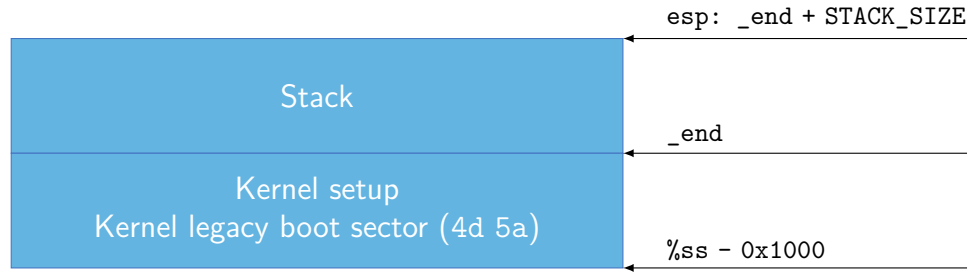 esp: _end + STACK_SIZE
Stack
_end
Kernel setup
Kernel legacy boot sector (4d 5a)
%ss - 0x1000